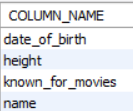 COLUMN_NAME
date_of_birth
height
known_for_movies
name